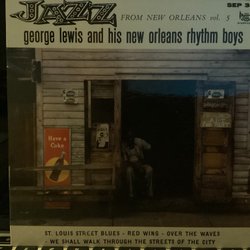 JAZZ
FROM NEW ORLEANS vol. 5
SEP 3
george lewis and his new orleans rhythm boys
Have a
Coke
ST. LOUIS STREET BLUES - RED WING - OVER THE WAVES
- WE SHALL WALK THROUGH THE STREETS OF THE CITY